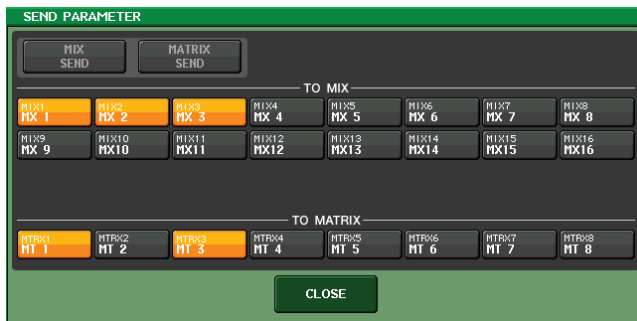 SEND PARAMETER
MIX SEND
MATRIX SEND
TO MIX
MIX1 MIX2 MIX3 MIX4 MIX5 MIX6 MIX7 MIX8
MX 1 MX 2 MX 3 MX 4 MX 5 MX 6 MX 7 MX 8
MIX9 MIX10 MIX11 MIX12 MIX13 MIX14 MIX15 MIX16
MX 9 MX10 MX11 MX12 MX13 MX14 MX15 MX16
TO MATRIX
MTRX1 MTRX2 MTRX3 MTRX4 MTRX5 MTRX6 MTRX7 MTRX8
MT 1 MT 2 MT 3 MT 4 MT 5 MT 6 MT 7 MT 8
CLOSE